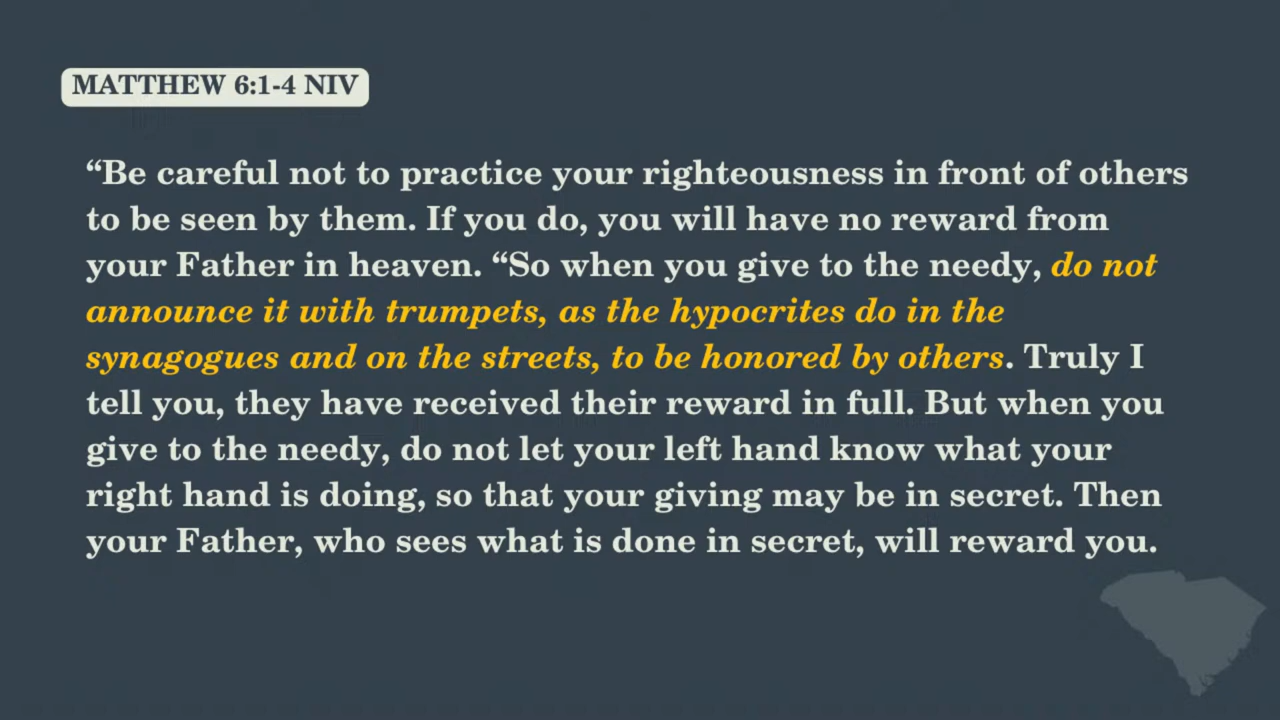 MATTHEW 6:1-4 NIV
“Be careful not to practice your righteousness in front of others
to be seen by them. If you do, you will have no reward from
your Father in heaven. “So when you give to the needy, do not
announce it with trumpets, as the hypocrites do in the
synagogues and on the streets, to be honored by others. Truly I
tell you, they have received their reward in full. But when you
give to the needy, do not let your left hand know what your
right hand is doing, so that your giving may be in secret. Then
your Father, who sees what is done in secret, will reward you.